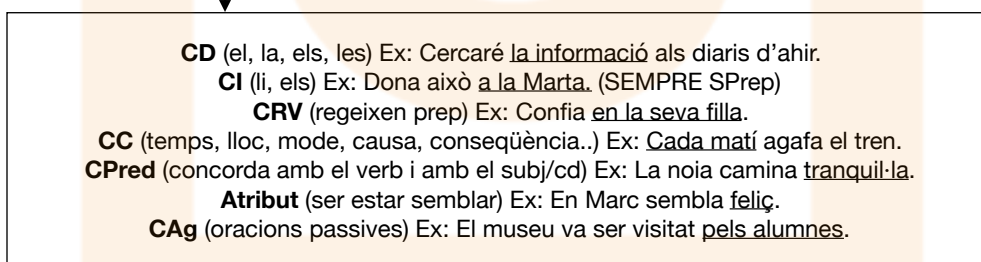 CD (el, la, els, les) Ex: Cercaré la informació als diaris d’ahir.
CI (li, els) Ex: Dona això a la Marta. (SEMPRE SPrep)
CRV (regeixen prep) Ex: Confia en la seva filla.
CC (temps, lloc, mode, causa, conseqüència..) Ex: Cada matí agafa el tren.
CPred (concorda amb el verb i amb el subj/cd) Ex: La noia camina tranquil·la.
Atribut (ser estar semblar) Ex: En Marc sembla feliç.
CAg (oracions passives) Ex: El museu va ser visitat pels alumnes.